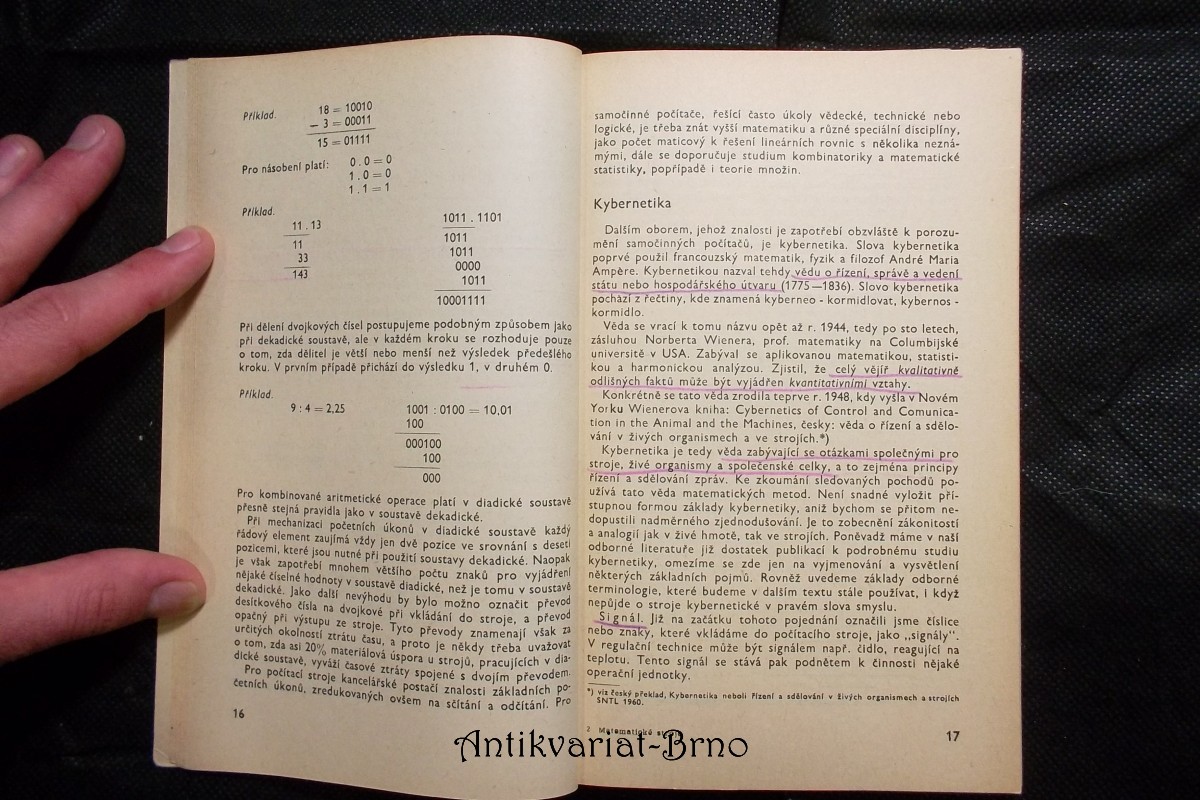 Příklad.
18 = 10010
− 3 = 00011
15 = 01111
Pro násobení platí:
0 . 0 = 0
1 . 0 = 0
1 . 1 = 1
Příklad.
11 . 13
11
33
143
1011 . 1101
1011
1011
0000
1011
10001111
Při dělení dvojkových čísel postupujeme podobným způsobem jako
při dekadické soustavě, ale v každém kroku se rozhoduje pouze
o tom, zda dělitel je větší nebo menší než výsledek předešlého
kroku. V prvním případě přichází do výsledku 1, v druhém 0.
Příklad.
9 : 4 = 2,25
1001 : 0100 = 10,01
100
000100
100
000
Pro kombinované aritmetické operace platí v diadické soustavě
přesně stejná pravidla jako v soustavě dekadické.
Při mechanizaci početních úkonů v diadické soustavě každý
řádový element zaujímá vždy jen dvě pozice ve srovnání s deseti
pozicemi, které jsou nutné při použití soustavy dekadické. Naopak
je však zapotřebí mnohem většího počtu znaků pro vyjádření
nějaké číselné hodnoty v soustavě diadické, než je tomu v soustavě
dekadické. Jako další nevýhodu by bylo možno označit převod
desítkového čísla na dvojkové při vkládání do stroje, a převod
opačný při výstupu ze stroje. Tyto převody znamenají však za
určitých okolností ztrátu času, a proto je někdy třeba uvažovat
o tom, zda asi 20% materiálová úspora u strojů, pracujících v dia-
dické soustavě, vyváží časové ztráty spojené s dvojím převodem.
Pro počítací stroje kancelářské postačí znalosti základních po-
četních úkonů, zredukovaných ovšem na sčítání a odčítání. Pro
16
samočinné počítače, řešící často úkoly vědecké, technické nebo
logické, je třeba znát vyšší matematiku a různé speciální disciplíny,
jako počet maticový k řešení lineárních rovnic s několika nezná-
mými, dále se doporučuje studium kombinatoriky a matematické
statistiky, popřípadě i teorie množin.
Kybernetika
Dalším oborem, jehož znalosti je zapotřebí obzvláště k porozu-
mění samočinných počítačů, je kybernetika. Slova kybernetika
poprvé použil francouzský matematik, fyzik a filozof André Maria
Ampère. Kybernetikou nazval tehdy vědu o řízení, správě a vedení
státu nebo hospodářského útvaru (1775—1836). Slovo kybernetika
pochází z řečtiny, kde znamená kyberneo - kormidlovat, kybernos -
kormidlo.
Věda se vrací k tomu názvu opět až r. 1944, tedy po sto letech,
zásluhou Norberta Wienera, prof. matematiky na Columbijské
universitě v USA. Zabýval se aplikovanou matematikou, statisti-
kou a harmonickou analýzou. Zjistil, že celý vějíř kvalitativně
odlišných faktů může být vyjádřen kvantitativními vztahy.
Konkrétně se tato věda zrodila teprve r. 1948, kdy vyšla v Novém
Yorku Wienerova kniha: Cybernetics of Control and Comunica-
tion in the Animal and the Machines, česky: věda o řízení a sdělo-
vání v živých organismech a ve strojích.*)
Kybernetika je tedy věda zabývající se otázkami společnými pro
stroje, živé organismy a společenské celky, a to zejména principy
řízení a sdělování zpráv. Ke zkoumání sledovaných pochodů po-
užívá tato věda matematických metod. Není snadné vyložit pří-
stupnou formou základy kybernetiky, aniž bychom se přitom ne-
dopustili nadměrného zjednodušování. Je to zobecnění zákonitostí
a analogií jak v živé hmotě, tak ve strojích. Poněvadž máme v naší
odborné literatuře již dostatek publikací k podrobnému studiu
kybernetiky, omezíme se zde jen na vyjmenování a vysvětlení
některých základních pojmů. Rovněž uvedeme základy odborné
terminologie, které budeme v dalším textu stále používat, i když
nepůjde o stroje kybernetické v pravém slova smyslu.
Signál. Již na začátku tohoto pojednání označili jsme číslice
nebo znaky, které vkládáme do počítacího stroje, jako „signály".
V regulační technice může být signálem např. čidlo, reagující na
teplotu. Tento signál se stává pak podnětem k činnosti nějaké
operační jednotky.
*) viz český překlad, Kybernetika neboli řízení a sdělování v živých organismech a strojích
SNTL 1960.
2 Matematické
17
Antikvariat-Brno